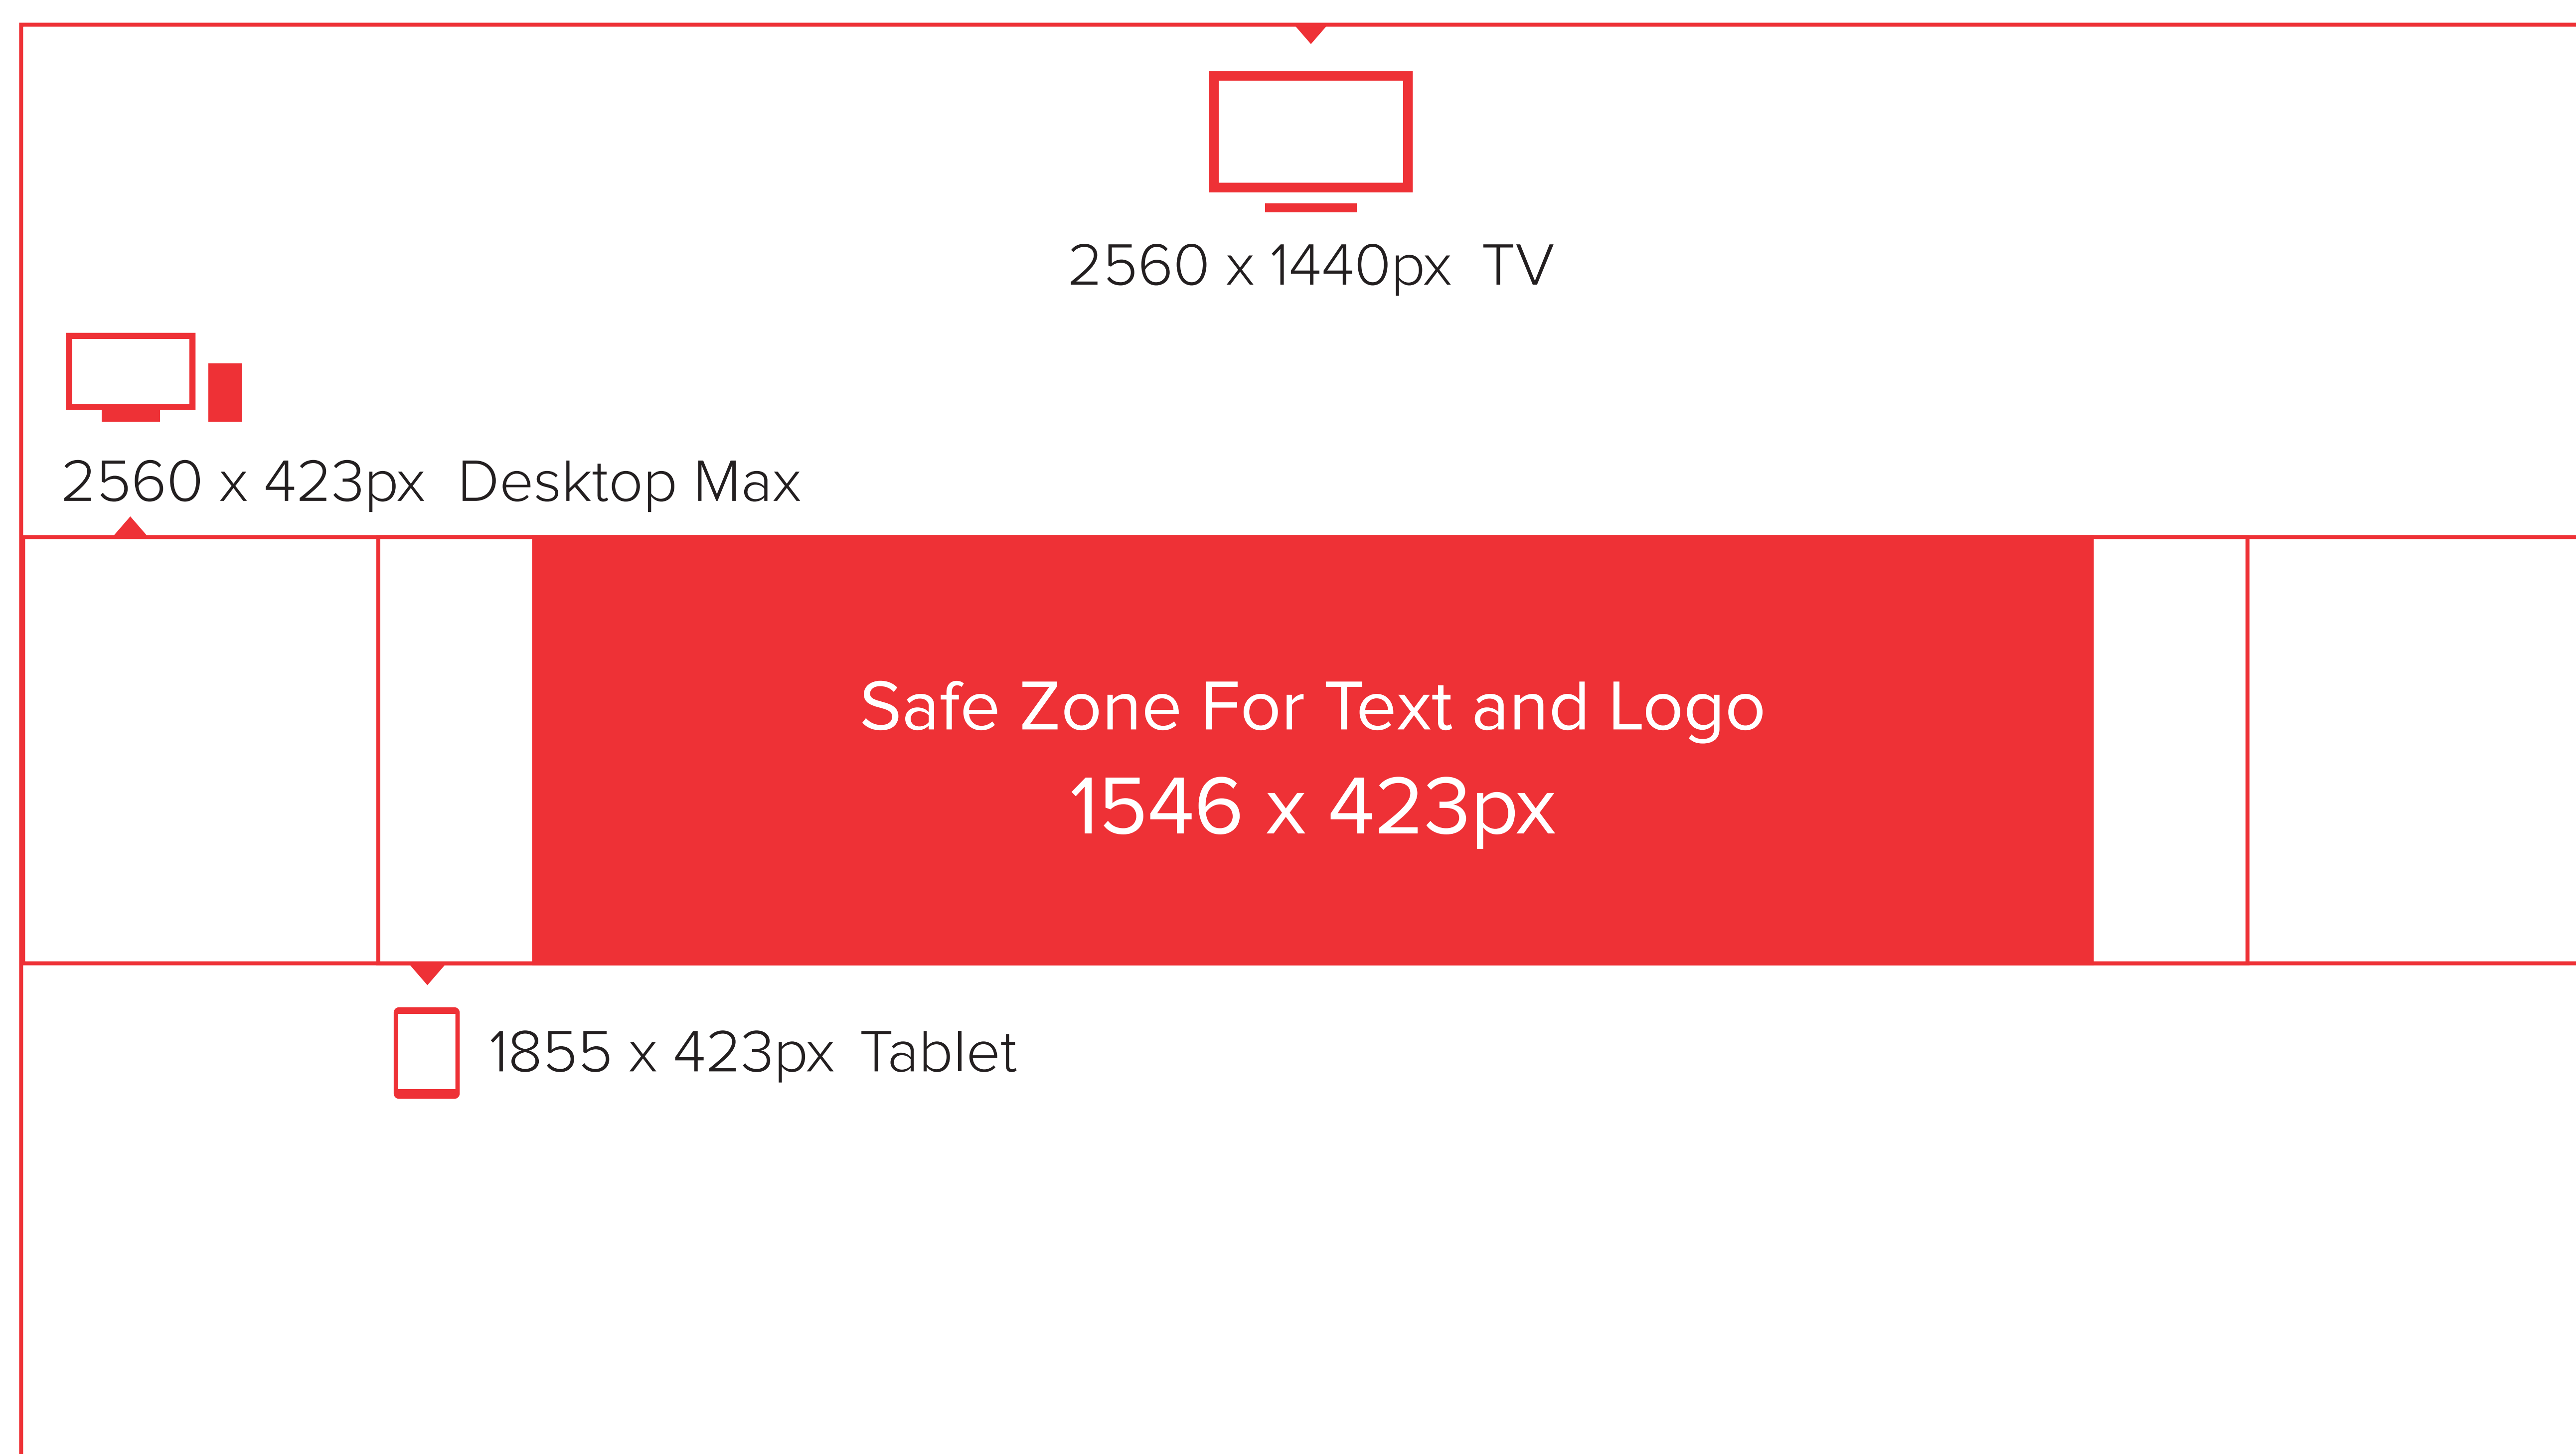 2560 x 1440px TV
2560 x 423px Desktop Max
Safe Zone For Text and Logo
1546 x 423px
1855 x 423px Tablet